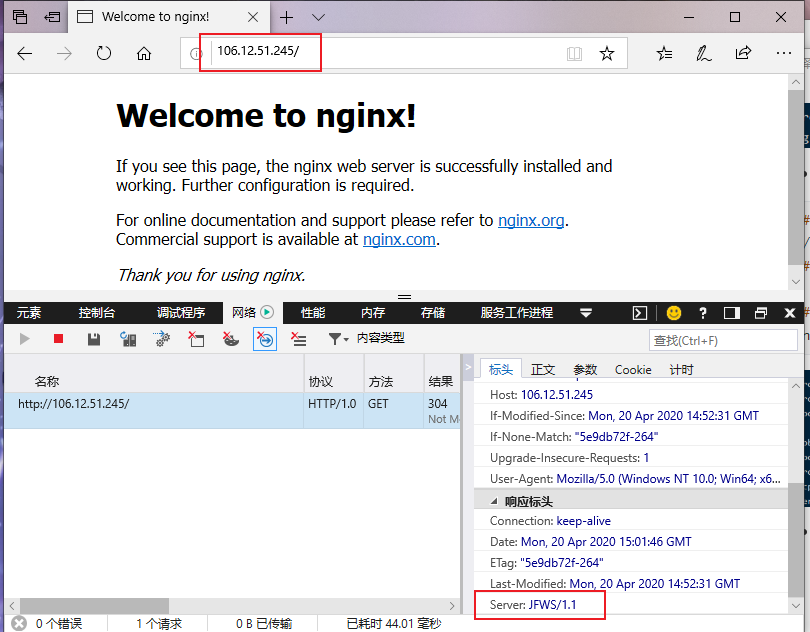 Welcome to nginx!
106.12.51.245/
Welcome to nginx!
If you see this page, the nginx web server is successfully installed and
working. Further configuration is required.
For online documentation and support please refer to nginx.org.
Commercial support is available at nginx.com.
Thank you for using nginx.
元素 控制台 调试程序 网络 性能 内存 存储 服务工作进程
内容类型 查找(Ctrl+F)
名称 协议 方法 结果
http://106.12.51.245/ HTTP/1.0 GET 304
Not M
标头 正文 参数 Cookie 计时
Host: 106.12.51.245
If-Modified-Since: Mon, 20 Apr 2020 14:52:31 GMT
If-None-Match: "5e9db72f-264"
Upgrade-Insecure-Requests: 1
User-Agent: Mozilla/5.0 (Windows NT 10.0; Win64; x6...
响应标头
Connection: keep-alive
Date: Mon, 20 Apr 2020 15:01:46 GMT
ETag: "5e9db72f-264"
Last-Modified: Mon, 20 Apr 2020 14:52:31 GMT
Server: JFWS/1.1
0 个错误 1 个请求 0 B 已传输 已耗时 44.01 毫秒